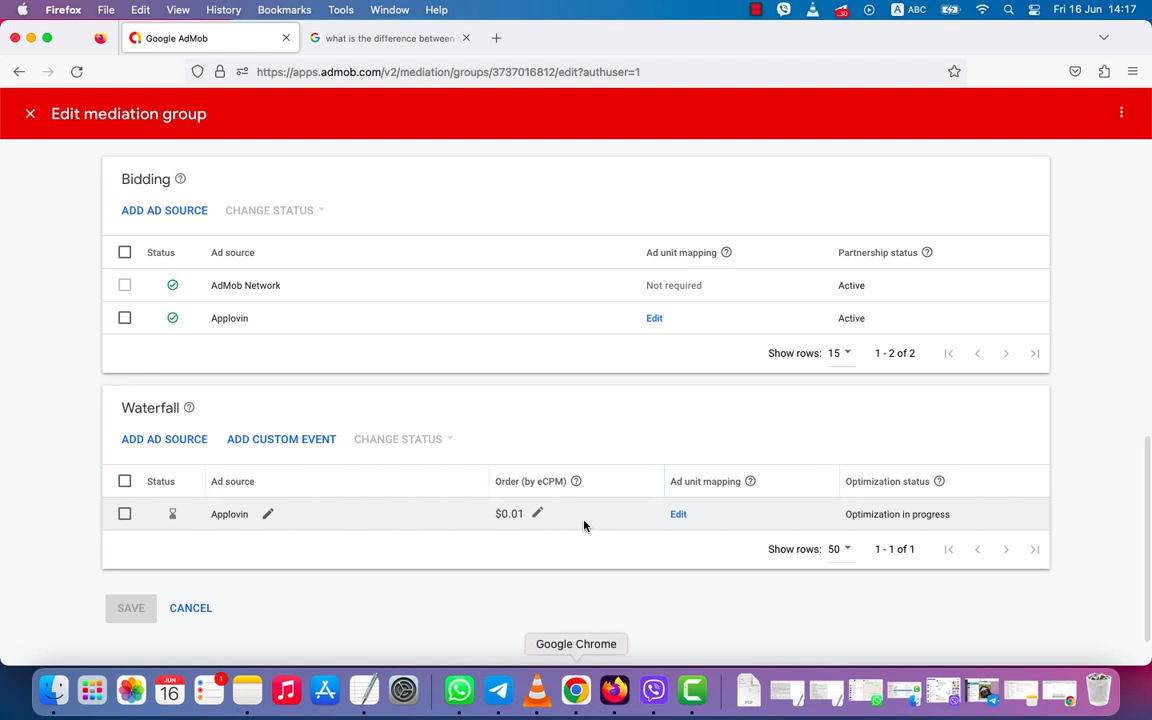 Firefox File Edit View History Bookmarks Tools Window Help 30 A ABC Fri 16 Jun 14:17
Google AdMob what is the difference between
https://apps.admob.com/v2/mediation/groups/3737016812/edit?authuser=1
Edit mediation group
Bidding
ADD AD SOURCE CHANGE STATUS
Status Ad source Ad unit mapping Partnership status
AdMob Network Not required Active
Applovin Edit Active
Show rows: 15 1 - 2 of 2
Waterfall
ADD AD SOURCE ADD CUSTOM EVENT CHANGE STATUS
Status Ad source Order (by eCPM) Ad unit mapping Optimization status
Applovin $0.01 Edit Optimization in progress
Show rows: 50 1 - 1 of 1
SAVE CANCEL
Google Chrome
JUN
16
1